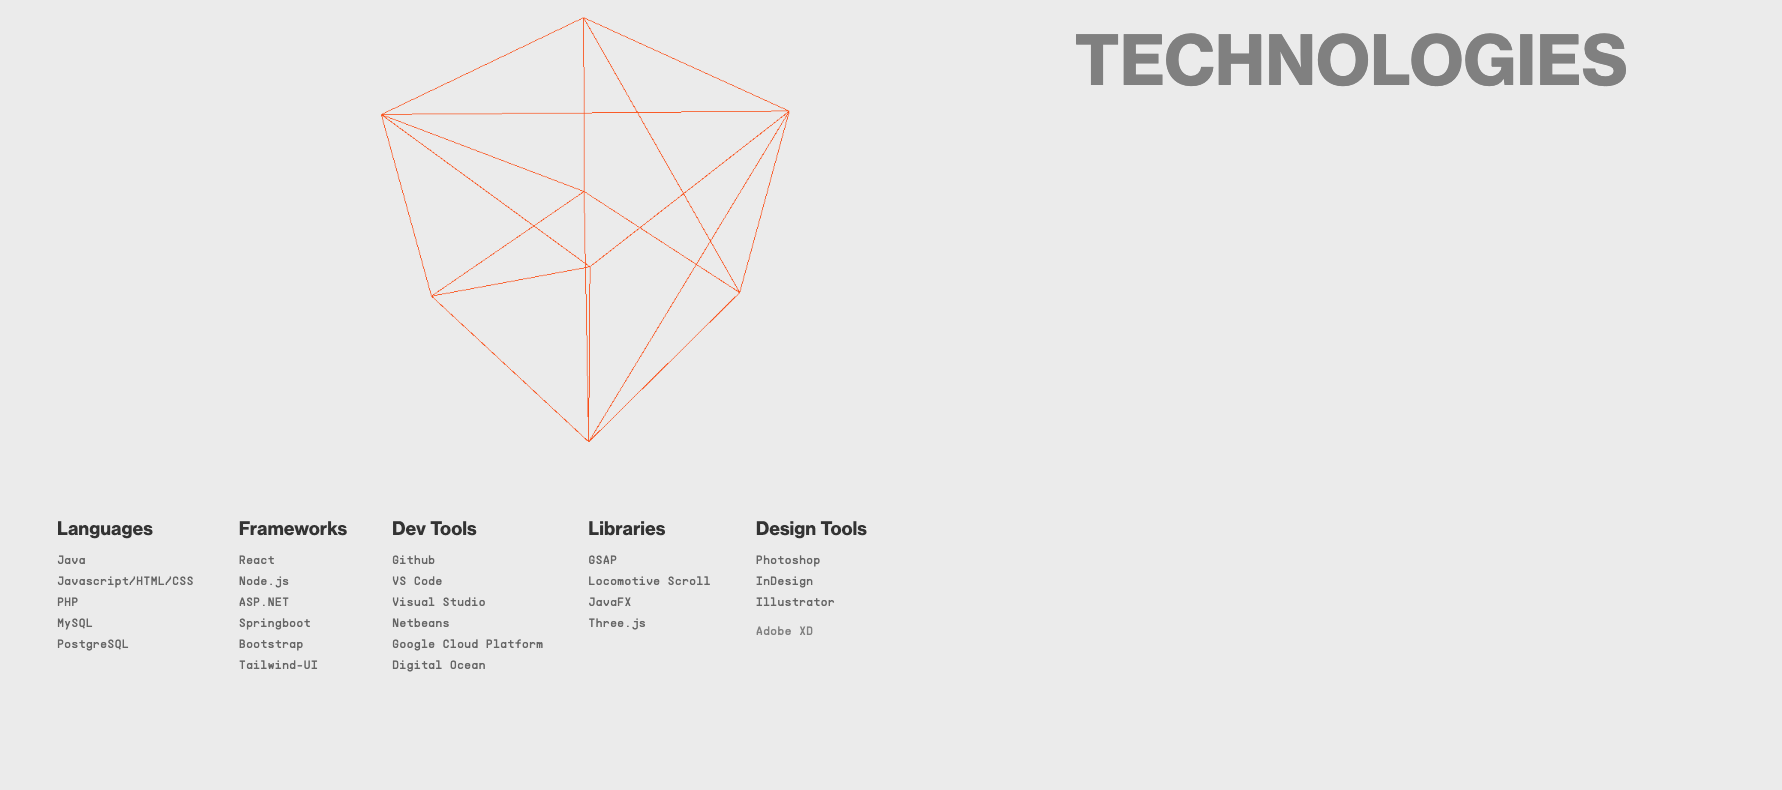 TECHNOLOGIES
Languages
Java
Javascript/HTML/CSS
PHP
MySQL
PostgreSQL
Frameworks
React
Node.js
ASP.NET
Springboot
Bootstrap
Tailwind-UI
Dev Tools
Github
VS Code
Visual Studio
Netbeans
Google Cloud Platform
Digital Ocean
Libraries
GSAP
Locomotive Scroll
JavaFX
Three.js
Design Tools
Photoshop
InDesign
Illustrator
Adobe XD